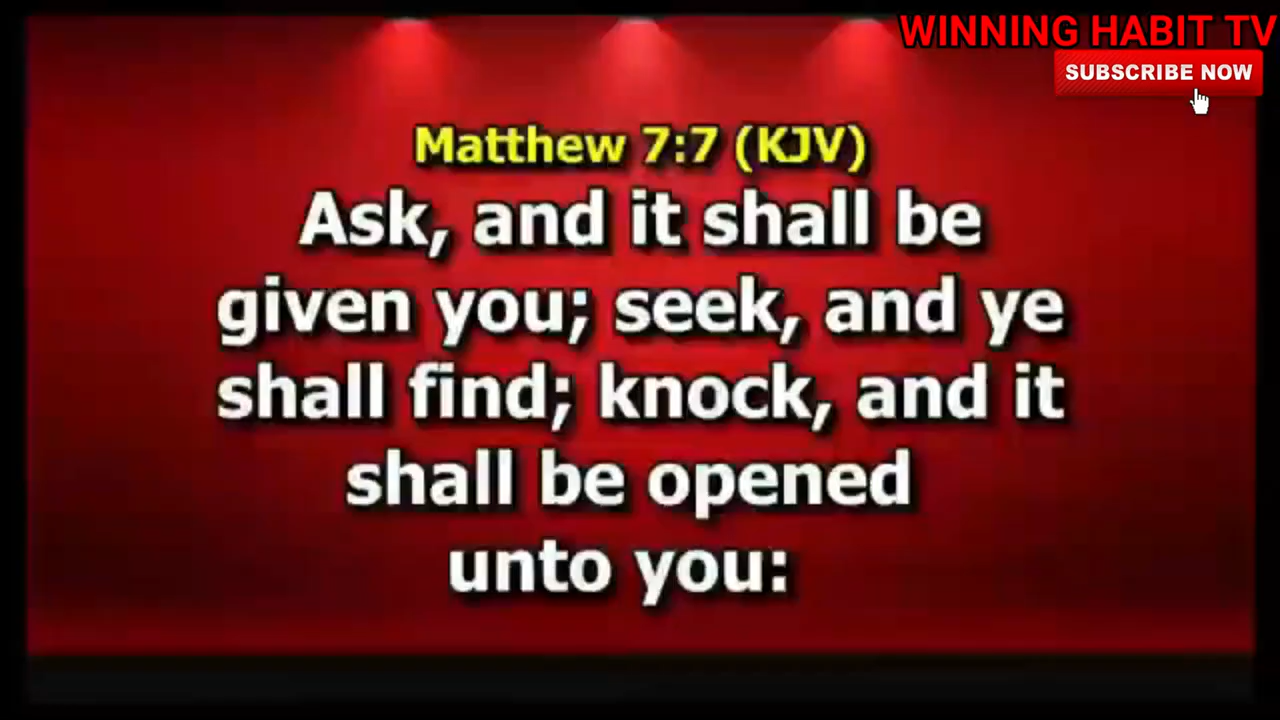 WINNING HABIT TV
SUBSCRIBE NOW
Matthew 7:7 (KJV)
Ask, and it shall be
given you; seek, and ye
shall find; knock, and it
shall be opened
unto you: